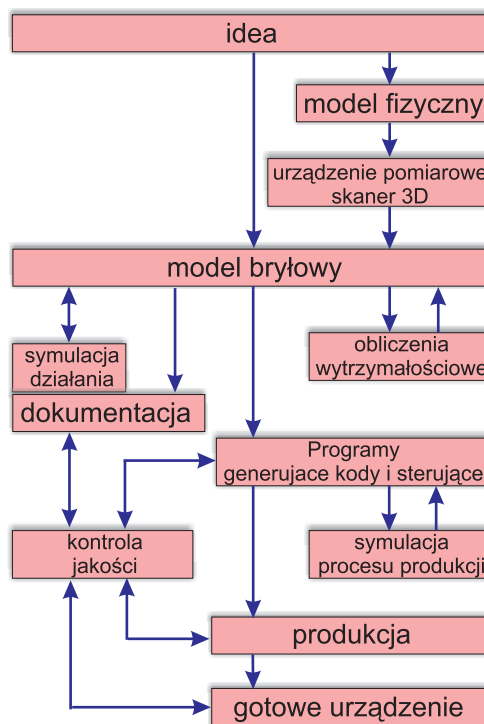 idea
model fizyczny
urządzenie pomiarowe
skaner 3D
model bryłowy
symulacja
działania
obliczenia
wytrzymałościowe
dokumentacja
Programy
generujace kody i sterujące
kontrola
jakości
symulacja
procesu produkcji
produkcja
gotowe urządzenie